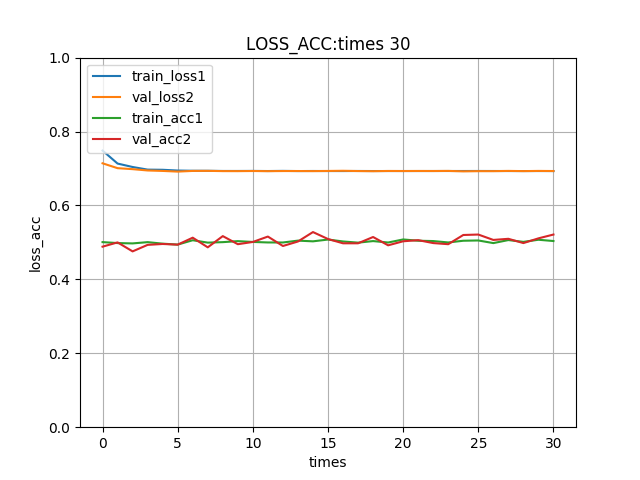 LOSS_ACC:times 30
1.0
0.8
0.6
0.4
0.2
0.0
loss_acc
train_loss1
val_loss2
train_acc1
val_acc2
0 5 10 15 20 25 30
times